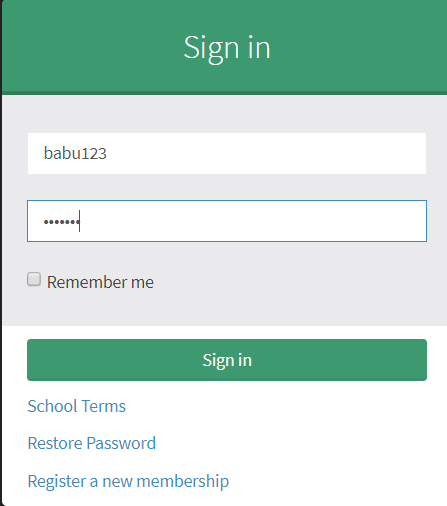 Sign in
babu123
•••••••
Remember me
Sign in
School Terms
Restore Password
Register a new membership